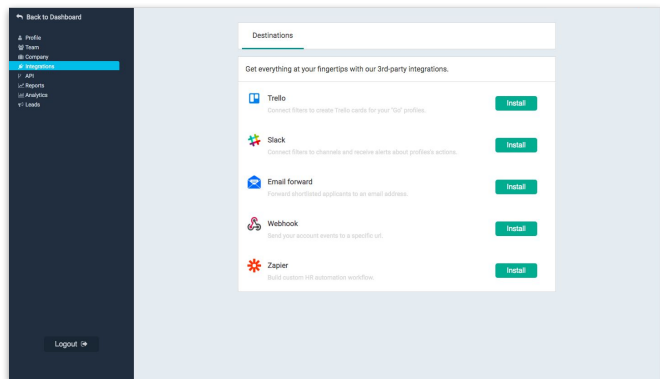 Back to Dashboard
Profile
Team
Company
Integrations
API
Reports
Analytics
Leads
Logout
Destinations
Get everything at your fingertips with our 3rd-party integrations.
Trello
Connect filters to create Trello cards for your 'Go' profiles.
Install
Slack
Connect filters to channels and receive alerts about profile's actions.
Install
Email forward
Forward shortlisted applicants to an email address.
Install
Webhook
Send your account events to a specific url.
Install
Zapier
Build custom HR automation workflow.
Install